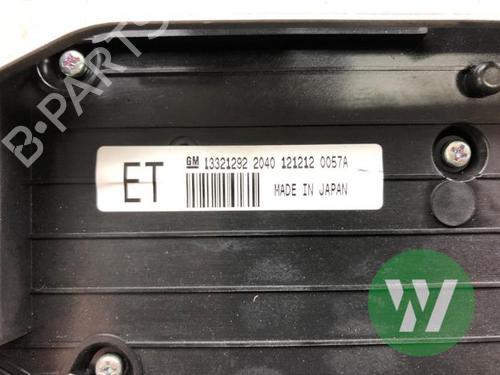 B-PARTS
ET
GM 13321292 2040 121212 0057A
MADE IN JAPAN
W